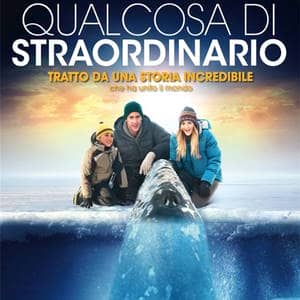 QUALCOSA DI
STRAORDINARIO
TRATTO DA UNA STORIA INCREDIBILE
che ha unito il mondo